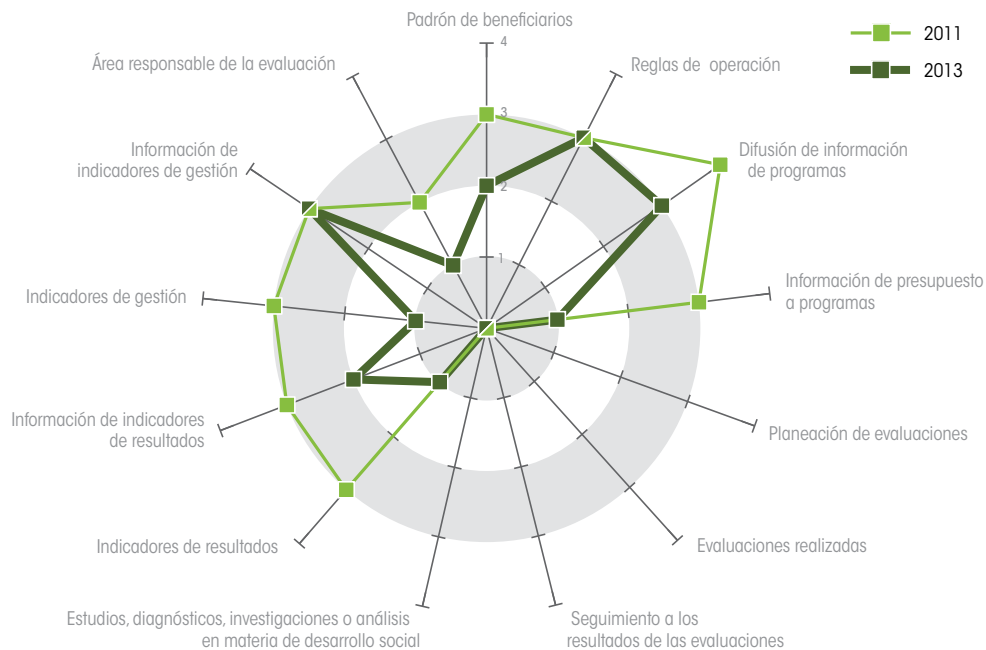 Padrón de beneficiarios
4
3
2
1
2011
2013
Reglas de operación
Difusión de información
de programas
Información de presupuesto
a programas
Planeación de evaluaciones
Evaluaciones realizadas
Seguimiento a los
resultados de las evaluaciones
Estudios, diagnósticos, investigaciones o análisis
en materia de desarrollo social
Indicadores de resultados
Información de indicadores
de resultados
Indicadores de gestión
Información de
indicadores de gestión
Área responsable de la evaluación